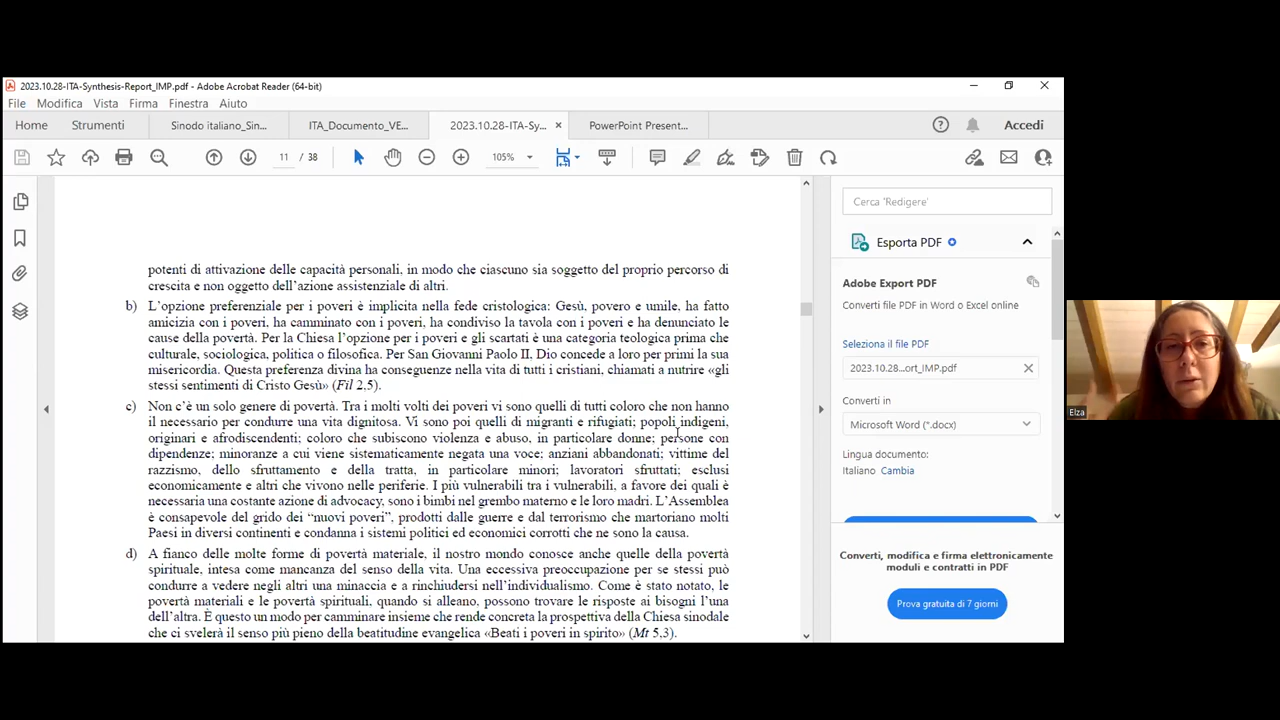 2023.10.28-ITA-Synthesis-Report_IMP.pdf - Adobe Acrobat Reader (64-bit)
File Modifica Vista Firma Finestra Aiuto
Home Strumenti Sinodo italiano_Sin... ITA_Documento_VE... 2023.10.28-ITA-Sy... × PowerPoint Present... Accedi
11 / 38 105%
potenti di attivazione delle capacità personali, in modo che ciascuno sia soggetto del proprio percorso di
crescita e non oggetto dell'azione assistenziale di altri.
b) L'opzione preferenziale per i poveri è implicita nella fede cristologica: Gesù, povero e umile, ha fatto
amicizia con i poveri, ha camminato con i poveri, ha condiviso la tavola con i poveri e ha denunciato le
cause della povertà. Per la Chiesa l'opzione per i poveri e gli scartati è una categoria teologica prima che
culturale, sociologica, politica o filosofica. Per San Giovanni Paolo II, Dio concede a loro per primi la sua
misericordia. Questa preferenza divina ha conseguenze nella vita di tutti i cristiani, chiamati a nutrire «gli
stessi sentimenti di Cristo Gesù» (Fil 2,5).
c) Non c'è un solo genere di povertà. Tra i molti volti dei poveri vi sono quelli di tutti coloro che non hanno
il necessario per condurre una vita dignitosa. Vi sono poi quelli di migranti e rifugiati; popoli indigeni,
originari e afrodiscendenti; coloro che subiscono violenza e abuso, in particolare donne; persone con
dipendenze; minoranze a cui viene sistematicamente negata una voce; anziani abbandonati; vittime del
razzismo, dello sfruttamento e della tratta, in particolare minori; lavoratori sfruttati; esclusi
economicamente e altri che vivono nelle periferie. I più vulnerabili tra i vulnerabili, a favore dei quali è
necessaria una costante azione di advocacy, sono i bimbi nel grembo materno e le loro madri. L'Assemblea
è consapevole del grido dei “nuovi poveri”, prodotti dalle guerre e dal terrorismo che martoriano molti
Paesi in diversi continenti e condanna i sistemi politici ed economici corrotti che ne sono la causa.
d) A fianco delle molte forme di povertà materiale, il nostro mondo conosce anche quelle della povertà
spirituale, intesa come mancanza del senso della vita. Una eccessiva preoccupazione per se stessi può
condurre a vedere negli altri una minaccia e a rinchiudersi nell'individualismo. Come è stato notato, le
povertà materiali e le povertà spirituali, quando si alleano, possono trovare le risposte ai bisogni l'una
dell'altra. È questo un modo per camminare insieme che rende concreta la prospettiva della Chiesa sinodale
che ci svelerà il senso più pieno della beatitudine evangelica «Beati i poveri in spirito» (Mt 5,3).
Cerca 'Redigere'
Esporta PDF
Adobe Export PDF
Converti file PDF in Word o Excel online
Seleziona il file PDF
2023.10.28...ort_IMP.pdf
Converti in
Microsoft Word (*.docx)
Lingua documento:
Italiano Cambia
Converti, modifica e firma elettronicamente
moduli e contratti in PDF
Prova gratuita di 7 giorni
Elza